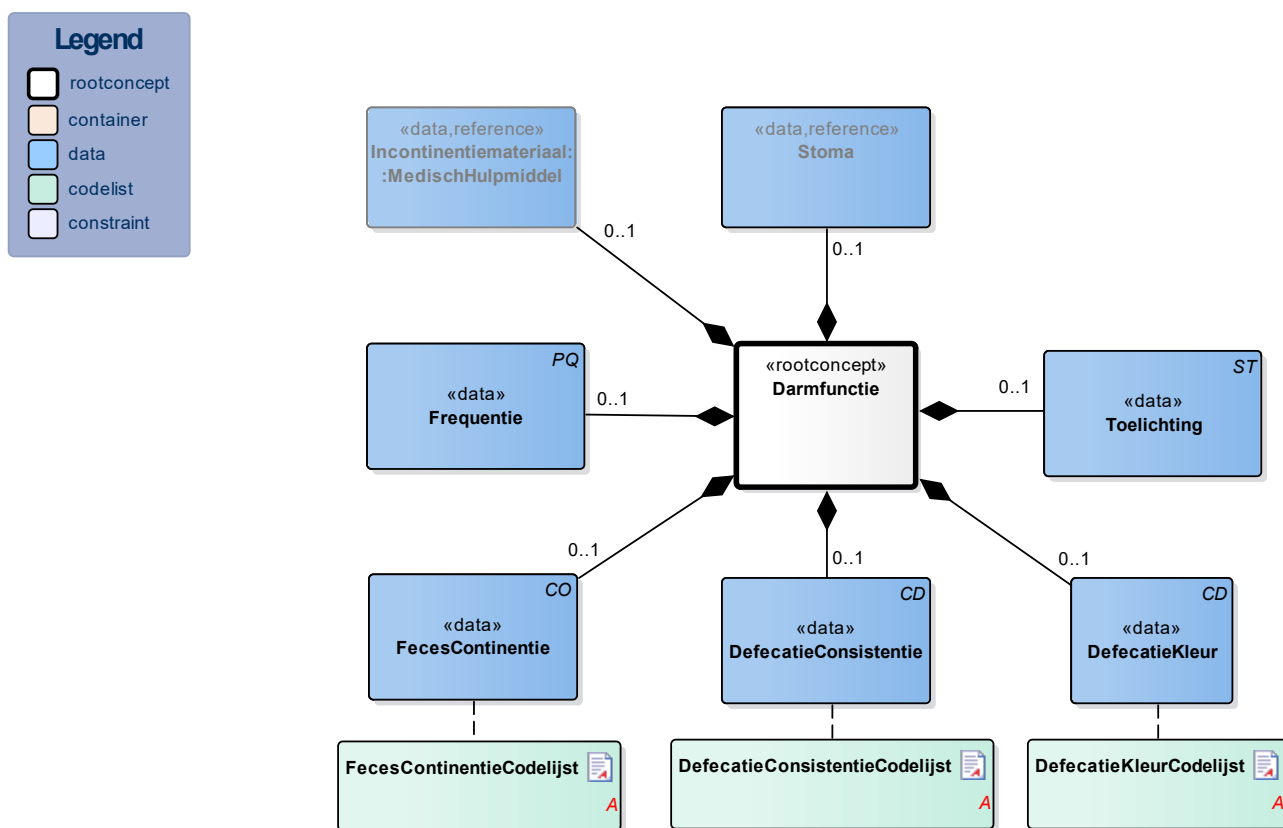 Legend
rootconcept
container
data
codelist
constraint
«data,reference»
Incontinentiemateriaal:
:MedischHulpmiddel
«data,reference»
Stoma
0..1
0..1
PQ
«data»
Frequentie
0..1
«rootconcept»
Darmfunctie
0..1
ST
«data»
Toelichting
0..1
0..1
0..1
CO
«data»
FecesContinentie
CD
«data»
DefecatieConsistentie
CD
«data»
DefecatieKleur
FecesContinentieCodelijst
A
DefecatieConsistentieCodelijst
A
DefecatieKleurCodelijst
A